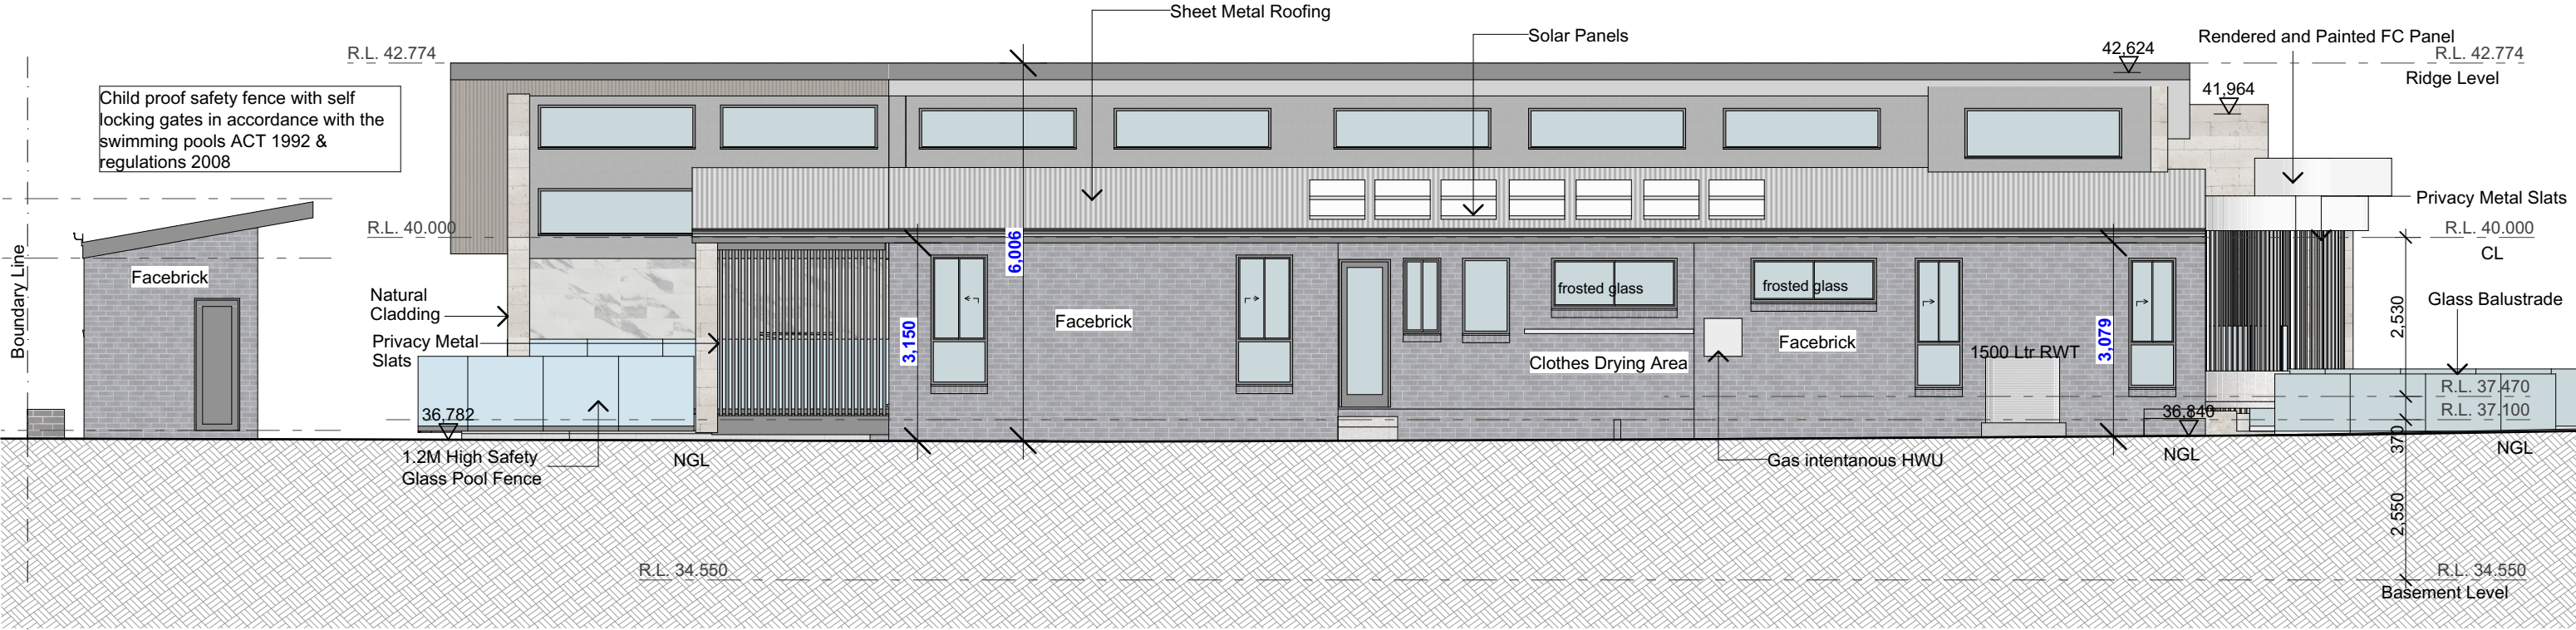 Sheet Metal Roofing
Solar Panels
Rendered and Painted FC Panel
R.L. 42.774
42,624
R.L. 42.774
Ridge Level
41,964
Child proof safety fence with self
locking gates in accordance with the
swimming pools ACT 1992 &
regulations 2008
Privacy Metal Slats
R.L. 40.000
R.L. 40.000
CL
6,006
Boundary Line
Facebrick
Natural
Cladding
Privacy Metal
Slats
3,150
Facebrick
frosted glass
frosted glass
Clothes Drying Area
Facebrick
1500 Ltr RWT
3,079
2,530
Glass Balustrade
R.L. 37.470
R.L. 37.100
36,782
36,840
370
1.2M High Safety
Glass Pool Fence
NGL
Gas intentanous HWU
NGL
NGL
2,550
R.L. 34.550
R.L. 34.550
Basement Level